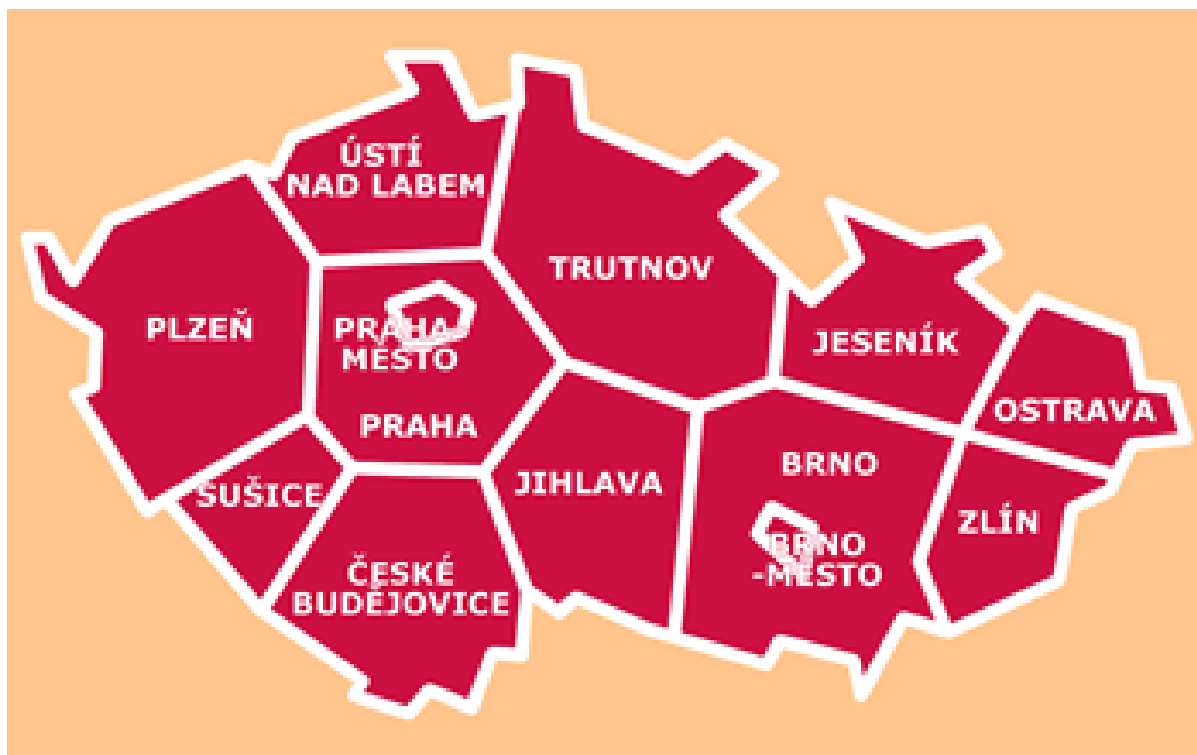 ÚSTÍ
NAD LABEM
TRUTNOV
PLZEŇ
PRAHA-
MĚSTO
JESENÍK
OSTRAVA
PRAHA
BRNO
JIHLAVA
SUŠICE
ZLÍN
BRNO
-MĚSTO
ČESKÉ
BUDĚJOVICE